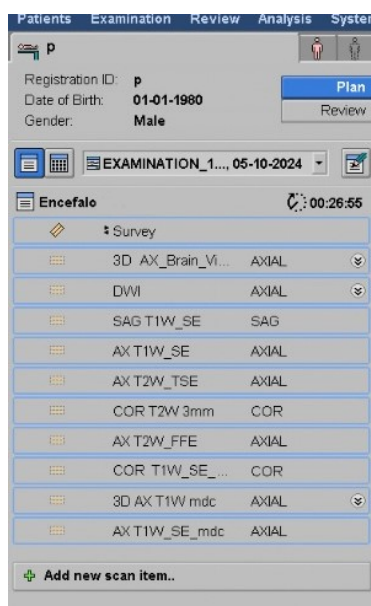 Patients Examination Review Analysis System
p
Registration ID: p
Date of Birth: 01-01-1980
Gender: Male
Plan
Review
EXAMINATION_1..., 05-10-2024
Encefalo 00:26:55
Survey
3D AX_Brain_Vi... AXIAL
DWI AXIAL
SAG T1W_SE SAG
AX T1W_SE AXIAL
AX T2W_TSE AXIAL
COR T2W 3mm COR
AX T2W_FFE AXIAL
COR T1W_SE_... COR
3D AX T1W mdc AXIAL
AX T1W_SE_mdc AXIAL
Add new scan item..